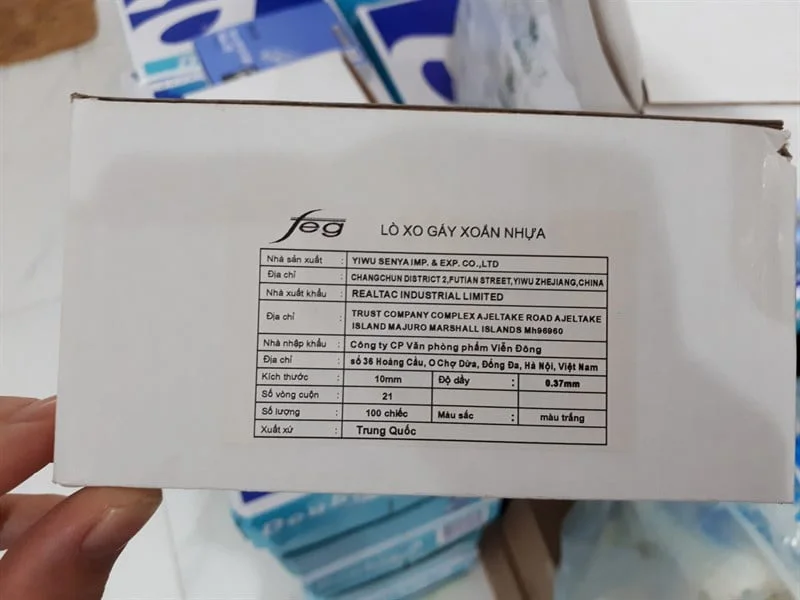 feg
LÒ XO GÁY XOẮN NHỰA
Nhà sản xuất : YIWU SENYA IMP. & EXP. CO.,LTD
Địa chỉ : CHANGCHUN DISTRICT 2,FUTIAN STREET,YIWU ZHEJIANG,CHINA
Nhà xuất khẩu : REALTAC INDUSTRIAL LIMITED
Địa chỉ : TRUST COMPANY COMPLEX AJELTAKE ROAD AJELTAKE
ISLAND MAJURO MARSHALL ISLANDS Mh96960
Nhà nhập khẩu : Công ty CP Văn phòng phẩm Viễn Đông
Địa chỉ : số 36 Hoàng Cầu, O Chợ Dừa, Đống Đa, Hà Nội, Việt Nam
Kích thước : 10mm Độ dầy : 0.37mm
Số vòng cuộn : 21
Số lượng : 100 chiếc Màu sắc : màu trắng
Xuất xứ : Trung Quốc